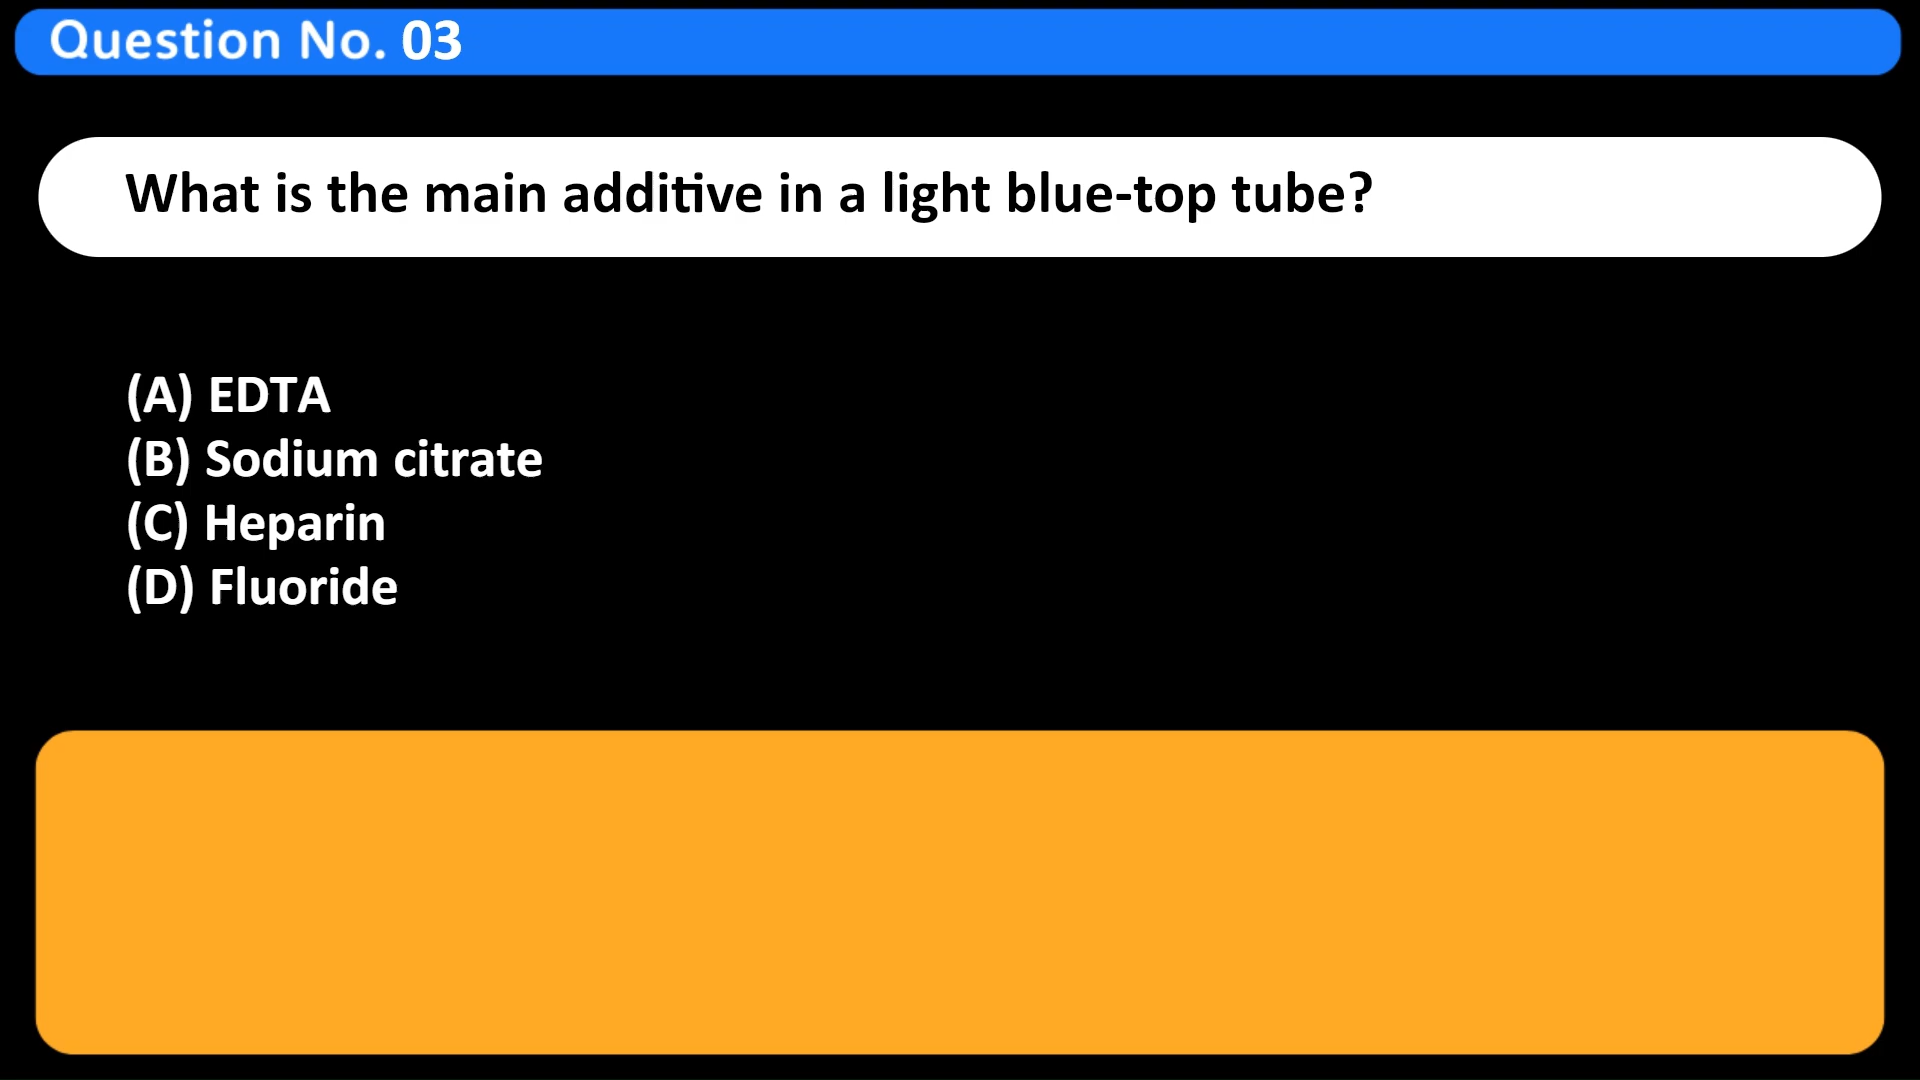 Question No. 03
What is the main additive in a light blue-top tube?
(A) EDTA
(B) Sodium citrate
(C) Heparin
(D) Fluoride